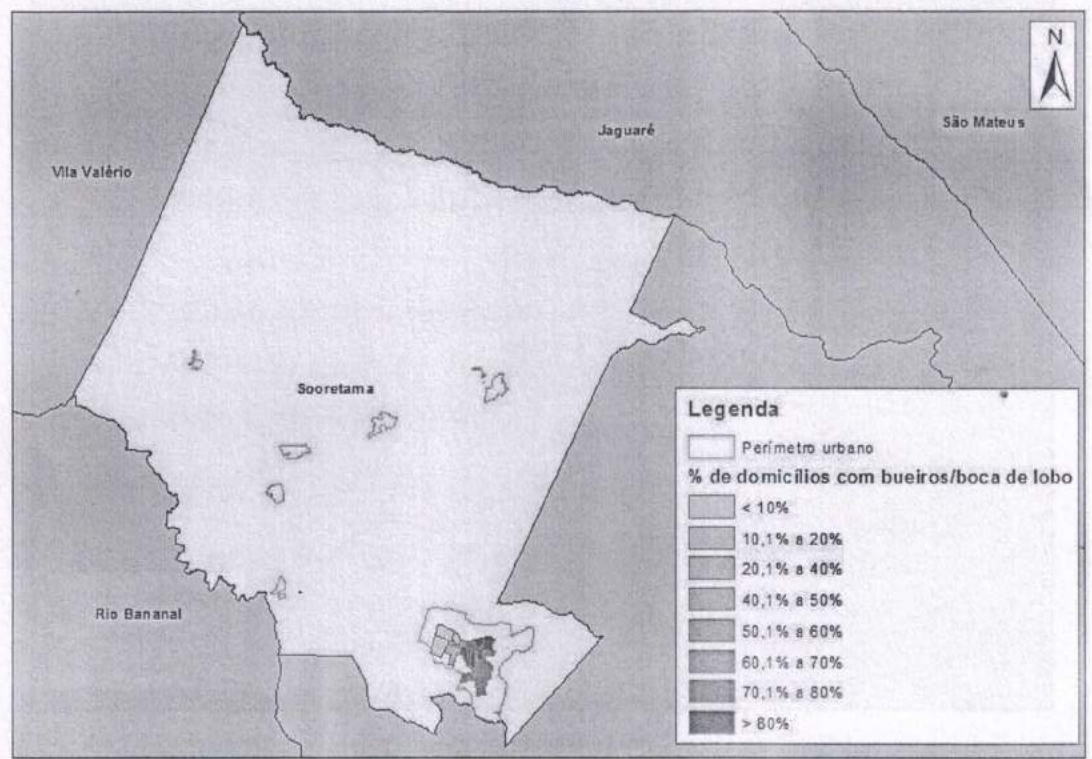 N
São Mateus
Jaguaré
Vila Valério
Sooretama
Rio Bananal
Legenda
Perímetro urbano
% de domicílios com bueiros/boca de lobo
< 10%
10,1% a 20%
20,1% a 40%
40,1% a 50%
50,1% a 60%
60,1% a 70%
70,1% a 80%
> 80%